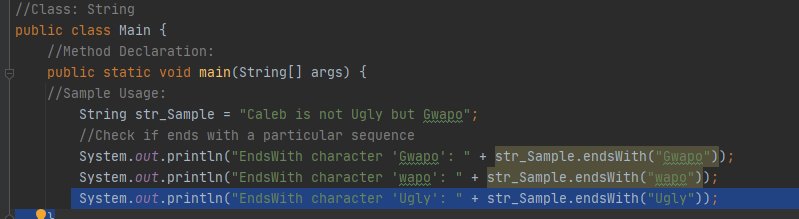 //Class: String
public class Main {
//Method Declaration:
public static void main(String[] args) {
//Sample Usage:
String str_Sample = "Caleb is not Ugly but Gwapo";
//Check if ends with a particular sequence
System.out.println("EndsWith character 'Gwapo': " + str_Sample.endsWith("Gwapo"));
System.out.println("EndsWith character 'wapo': " + str_Sample.endsWith("wapo"));
System.out.println("EndsWith character 'Ugly': " + str_Sample.endsWith("Ugly"));
}